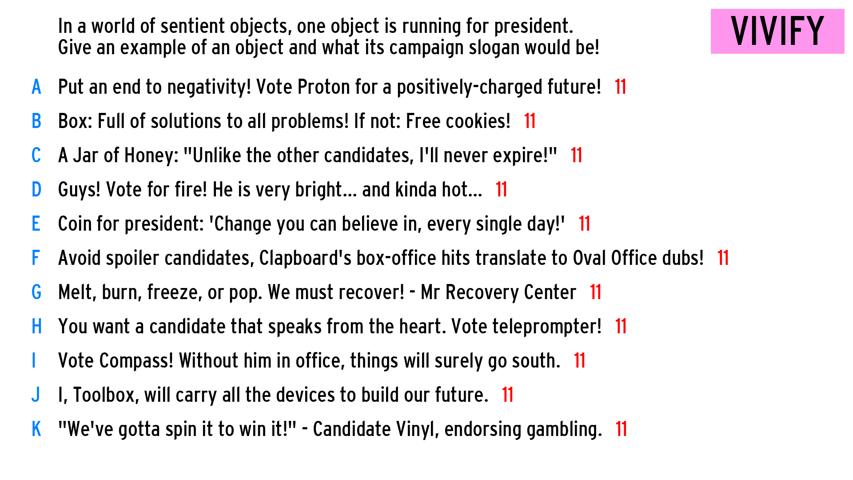 In a world of sentient objects, one object is running for president.
Give an example of an object and what its campaign slogan would be!
VIVIFY
A Put an end to negativity! Vote Proton for a positively-charged future! 11
B Box: Full of solutions to all problems! If not: Free cookies! 11
C A Jar of Honey: "Unlike the other candidates, I'll never expire!" 11
D Guys! Vote for fire! He is very bright... and kinda hot... 11
E Coin for president: 'Change you can believe in, every single day!' 11
F Avoid spoiler candidates, Clapboard's box-office hits translate to Oval Office dubs! 11
G Melt, burn, freeze, or pop. We must recover! - Mr Recovery Center 11
H You want a candidate that speaks from the heart. Vote teleprompter! 11
I Vote Compass! Without him in office, things will surely go south. 11
J I, Toolbox, will carry all the devices to build our future. 11
K "We've gotta spin it to win it!" - Candidate Vinyl, endorsing gambling. 11